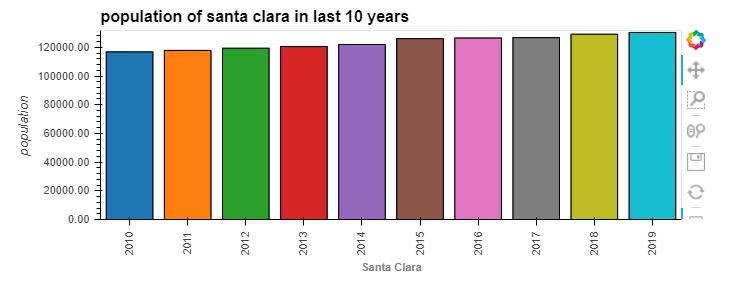 population of santa clara in last 10 years
120000.00
100000.00
80000.00
60000.00
40000.00
20000.00
0.00
population
2010 2011 2012 2013 2014 2015 2016 2017 2018 2019
Santa Clara